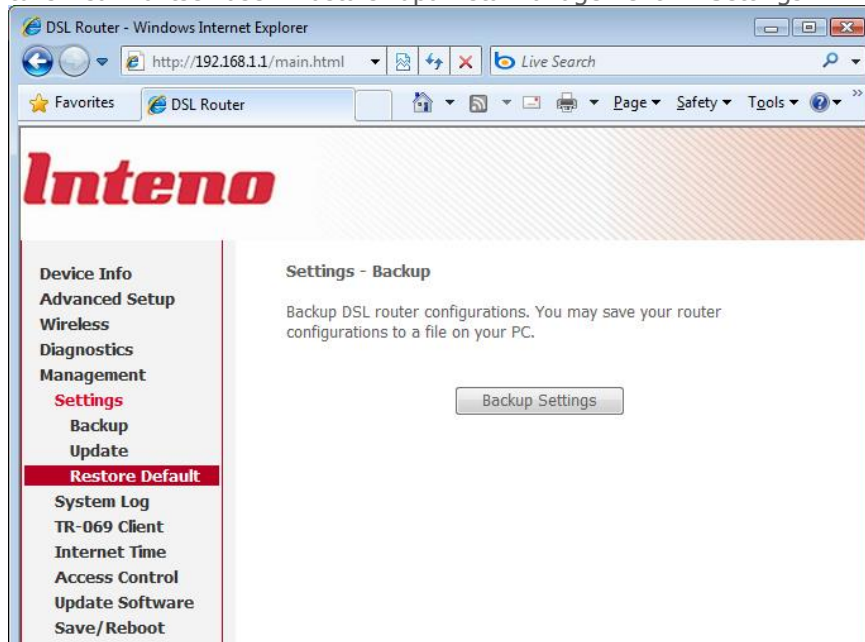 DSL Router - Windows Internet Explorer
http://192.168.1.1/main.html
Live Search
Favorites
DSL Router
Page
Safety
Tools
Inteno
Device Info
Advanced Setup
Wireless
Diagnostics
Management
Settings
Backup
Update
Restore Default
System Log
TR-069 Client
Internet Time
Access Control
Update Software
Save/Reboot
Settings - Backup
Backup DSL router configurations. You may save your router
configurations to a file on your PC.
Backup Settings